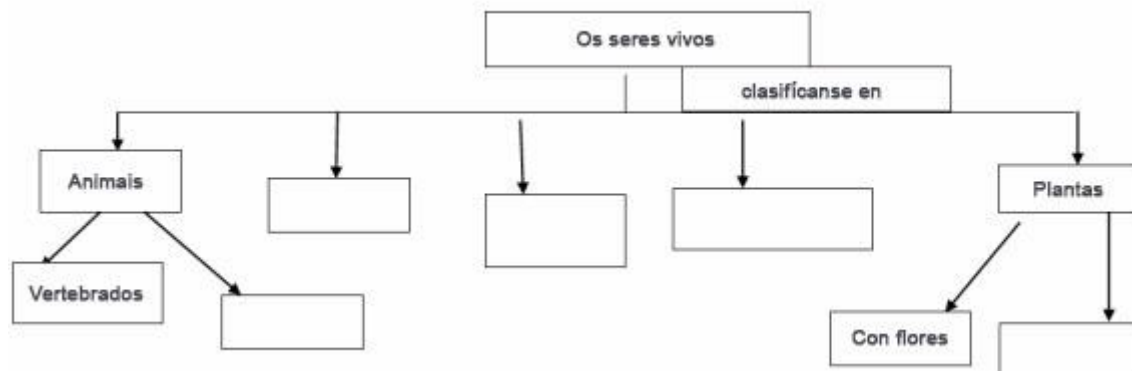 Os seres vivos
clasifícanse en
Animais
Plantas
Vertebrados
Con flores